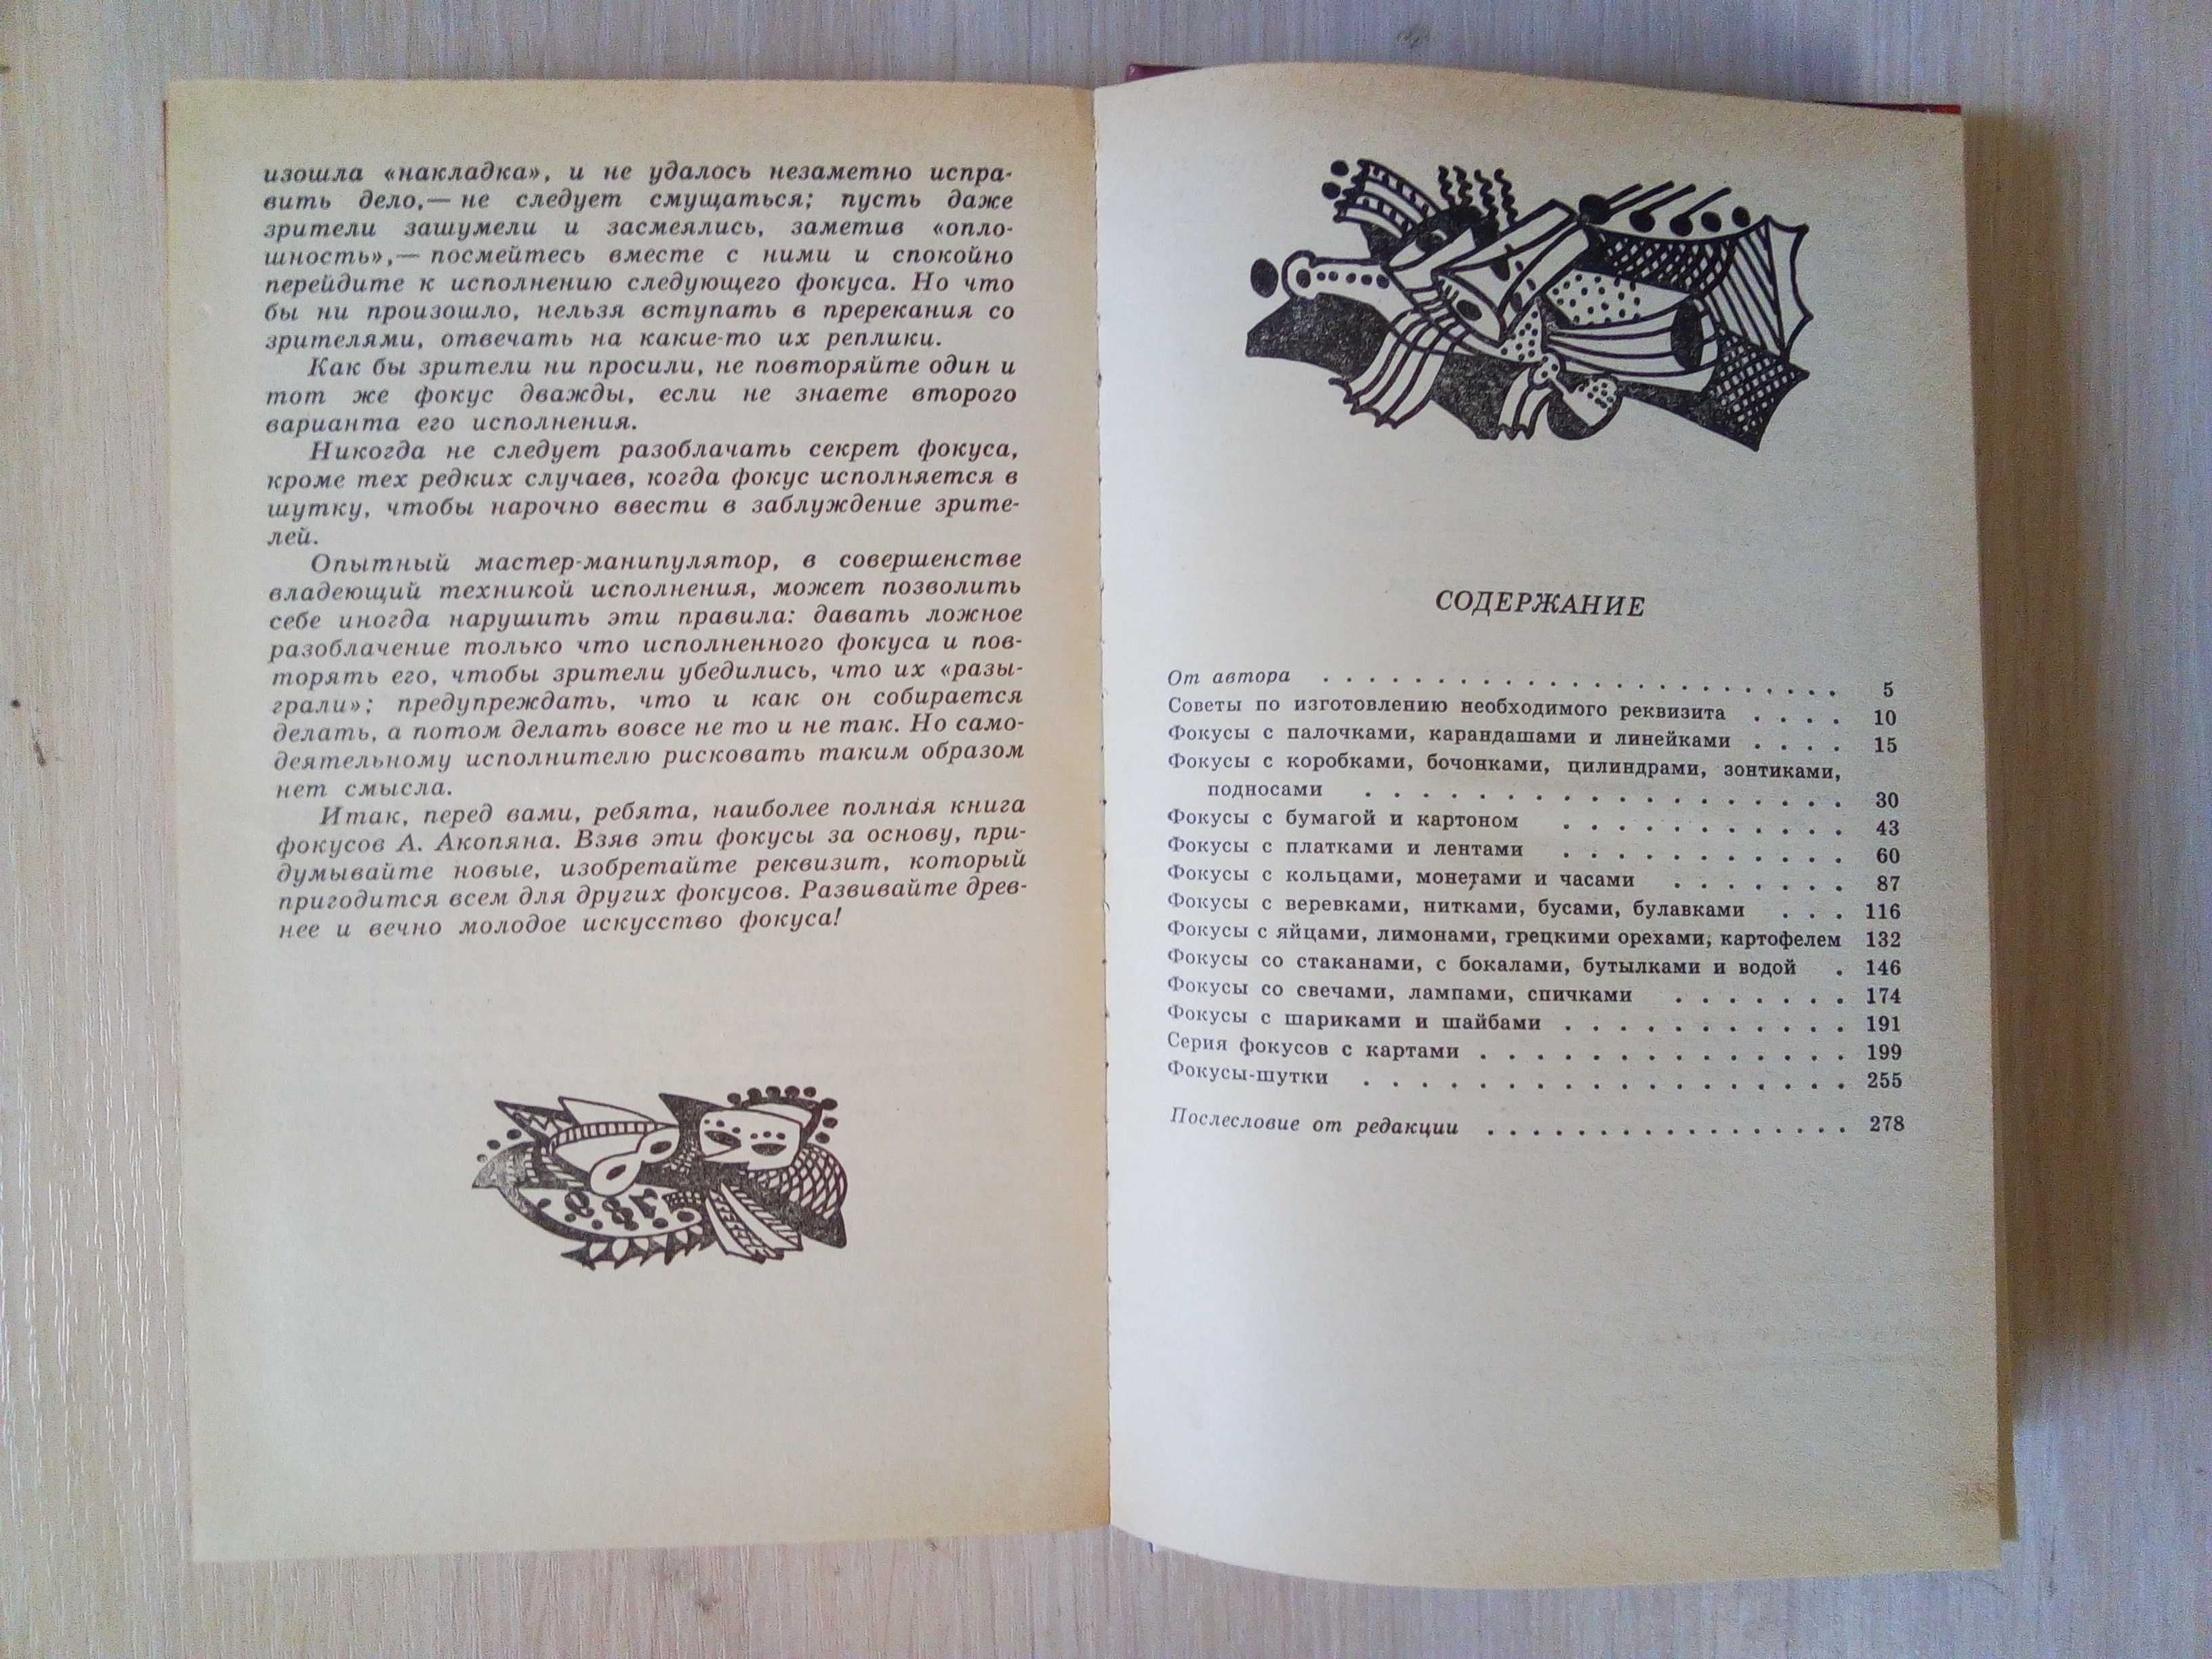 изошла «накладка», и не удалось незаметно испра-
вить дело,— не следует смущаться; пусть даже
зрители зашумели и засмеялись, заметив «опло-
шность»,— посмейтесь вместе с ними и спокойно
перейдите к исполнению следующего фокуса. Но что
бы ни произошло, нельзя вступать в пререкания со
зрителями, отвечать на какие-то их реплики.
Как бы зрители ни просили, не повторяйте один и
тот же фокус дважды, если не знаете второго
варианта его исполнения.
Никогда не следует разоблачать секрет фокуса,
кроме тех редких случаев, когда фокус исполняется в
шутку, чтобы нарочно ввести в заблуждение зрите-
лей.
Опытный мастер-манипулятор, в совершенстве
владеющий техникой исполнения, может позволить
себе иногда нарушить эти правила: давать ложное
разоблачение только что исполненного фокуса и пов-
торять его, чтобы зрители убедились, что их «разы-
грали»; предупреждать, что и как он собирается
делать, а потом делать вовсе не то и не так. Но само-
деятельному исполнителю рисковать таким образом
нет смысла.
Итак, перед вами, ребята, наиболее полная книга
фокусов А. Акопяна. Взяв эти фокусы за основу, при-
думывайте новые, изобретайте реквизит, который
пригодится всем для других фокусов. Развивайте древ-
нее и вечно молодое искусство фокуса!
СОДЕРЖАНИЕ
От автора . . . . . . . . . . . . . . . . . . . . . . . . 5
Советы по изготовлению необходимого реквизита . . . . 10
Фокусы с палочками, карандашами и линейками . . . . 15
Фокусы с коробками, бочонками, цилиндрами, зонтиками,
подносами . . . . . . . . . . . . . . . . . 30
Фокусы с бумагой и картоном . . . . . . . . . . 43
Фокусы с платками и лентами . . . . . . . . . . 60
Фокусы с кольцами, монетами и часами . . . . . . . 87
Фокусы с веревками, нитками, бусами, булавками . . . 116
Фокусы с яйцами, лимонами, грецкими орехами, картофелем 132
Фокусы со стаканами, с бокалами, бутылками и водой . 146
Фокусы со свечами, лампами, спичками . . . . . . . 174
Фокусы с шариками и шайбами . . . . . . . . . . . 191
Серия фокусов с картами . . . . . . . . . . . . . . 199
Фокусы-шутки . . . . . . . . . . . . . . . . . . 255
Послесловие от редакции . . . . . . . . . . . . . . . . . 278